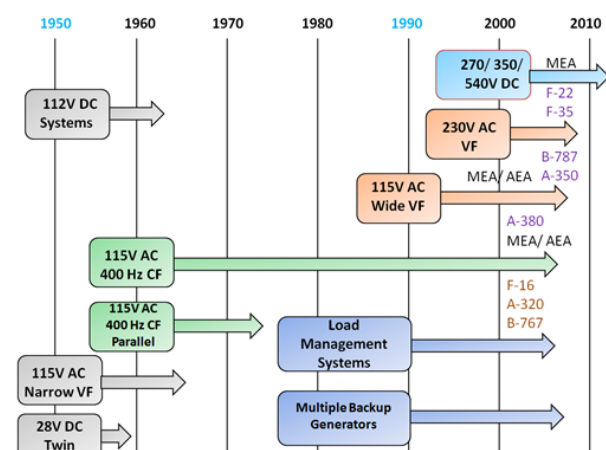 1950 1960 1970 1980 1990 2000 2010
270/ 350/
540V DC
MEA
F-22
F-35
112V DC
Systems
230V AC
VF
B-787
A-350
MEA/ AEA
115V AC
Wide VF
A-380
MEA/ AEA
115V AC
400 Hz CF
F-16
A-320
B-767
115V AC
400 Hz CF
Parallel
Load
Management
Systems
115V AC
Narrow VF
Multiple Backup
Generators
28V DC
Twin